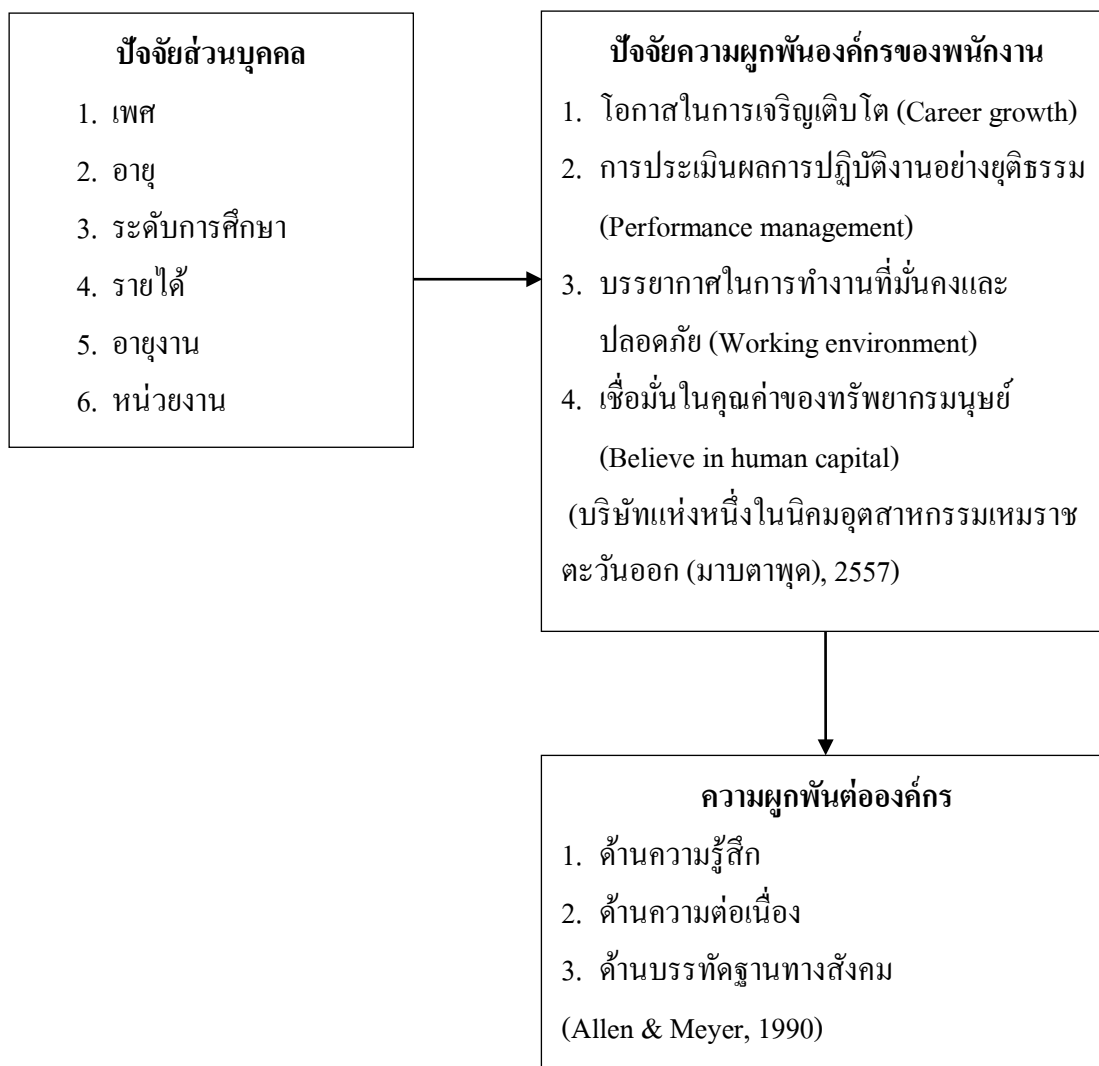 ปัจจัยส่วนบุคคล
1. เพศ
2. อายุ
3. ระดับการศึกษา
4. รายได้
5. อายุงาน
6. หน่วยงาน
ปัจจัยความผูกพันองค์กรของพนักงาน
1. โอกาสในการเจริญเติบโต (Career growth)
2. การประเมินผลการปฏิบัติงานอย่างยุติธรรม
(Performance management)
3. บรรยากาศในการทำงานที่มั่นคงและ
ปลอดภัย (Working environment)
4. เชื่อมั่นในคุณค่าของทรัพยากรมนุษย์
(Believe in human capital)
(บริษัทแห่งหนึ่งในนิคมอุตสาหกรรมเหมราช
ตะวันออก (มาบตาพุด), 2557)
ความผูกพันต่อองค์กร
1. ด้านความรู้สึก
2. ด้านความต่อเนื่อง
3. ด้านบรรทัดฐานทางสังคม
(Allen & Meyer, 1990)